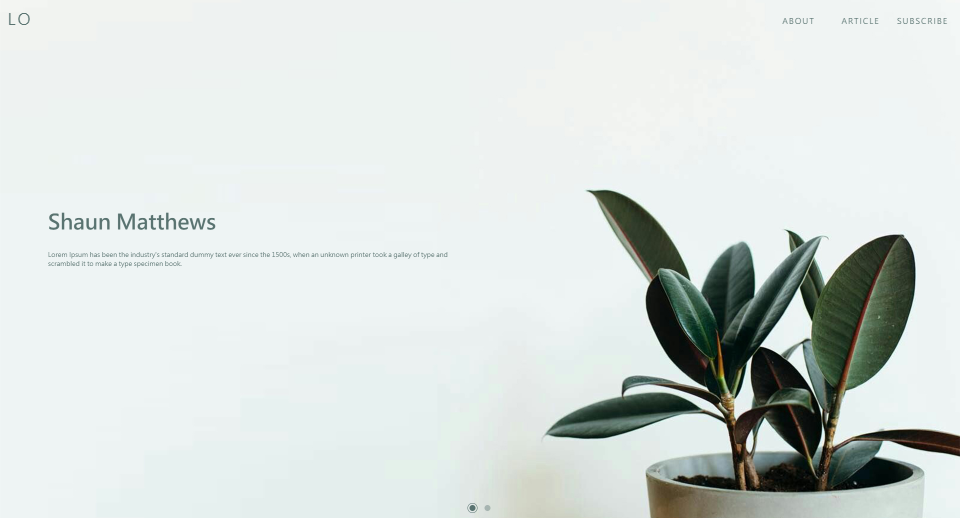 LO
ABOUT
ARTICLE
SUBSCRIBE
Shaun Matthews
Lorem Ipsum has been the industry's standard dummy text ever since the 1500s, when an unknown printer took a galley of type and
scrambled it to make a type specimen book.